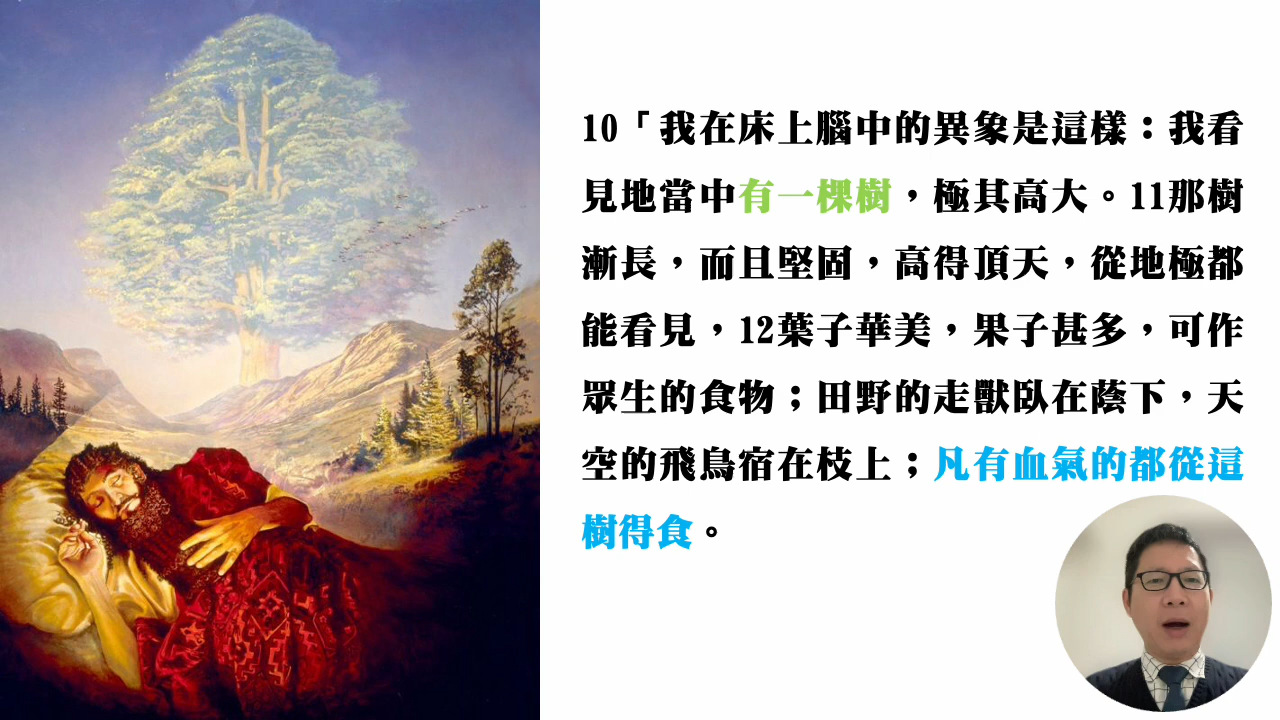 10「我在床上腦中的異象是這樣：我看
見地當中有一棵樹，極其高大。11那樹
漸長，而且堅固，高得頂天，從地極都
能看見，12葉子華美，果子甚多，可作
眾生的食物；田野的走獸臥在蔭下，天
空的飛鳥宿在枝上；凡有血氣的都從這
樹得食。